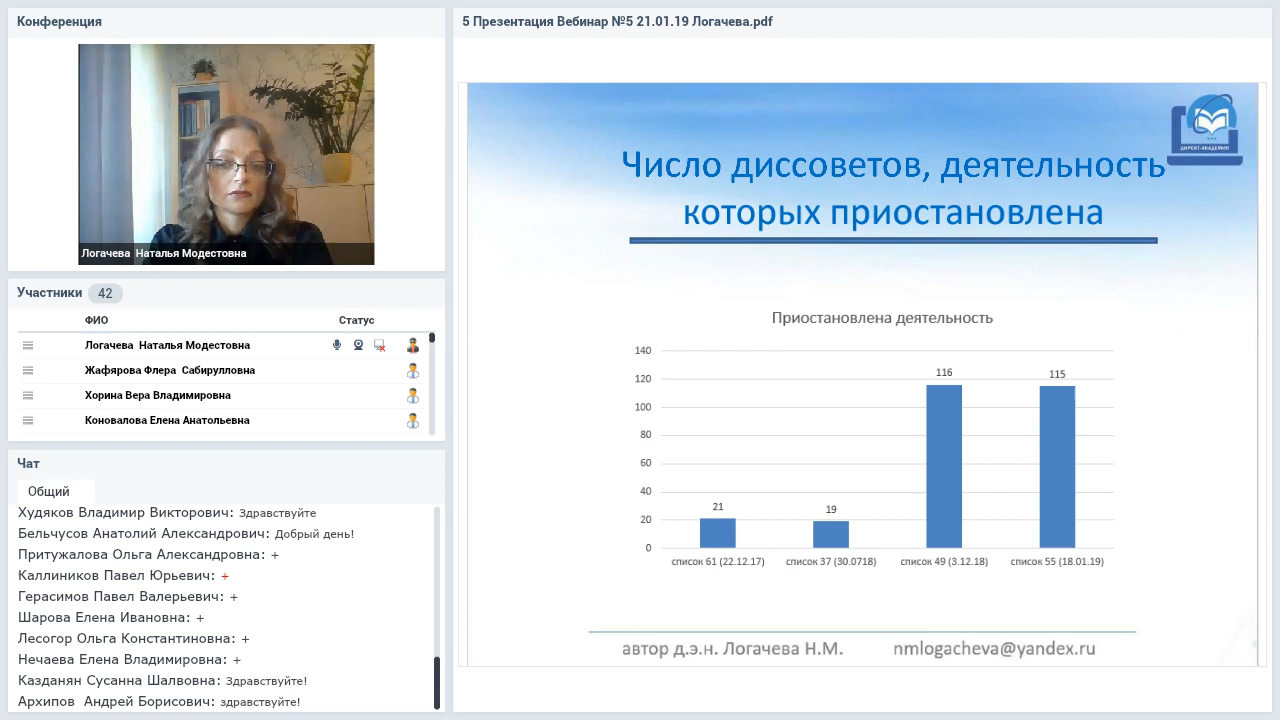 Конференция
Логачева  Наталья Модестовна
Участники 42
ФИО Статус
Логачева  Наталья Модестовна
Жафярова Флера  Сабирулловна
Хорина Вера Владимировна
Коновалова Елена Анатольевна
Чат
Общий
Худяков Владимир Викторович: Здравствуйте
Бельчусов Анатолий Александрович: Добрый день!
Притужалова Ольга Александровна: +
Каллиников Павел Юрьевич: +
Герасимов Павел Валерьевич: +
Шарова Елена Ивановна: +
Лесогор Ольга Константиновна: +
Нечаева Елена Владимировна: +
Казданян Сусанна Шалвовна: Здравствуйте!
Архипов  Андрей Борисович: здравствуйте!
5 Презентация Вебинар №5 21.01.19 Логачева.pdf
ДИРЕКТ-АКАДЕМИЯ
Число диссоветов, деятельность
которых приостановлена
Приостановлена деятельность
140
120
100
80
60
40
20
0
21
19
116
115
список 61 (22.12.17)
список 37 (30.0718)
список 49 (3.12.18)
список 55 (18.01.19)
автор д.э.н. Логачева Н.М. nmlogacheva@yandex.ru